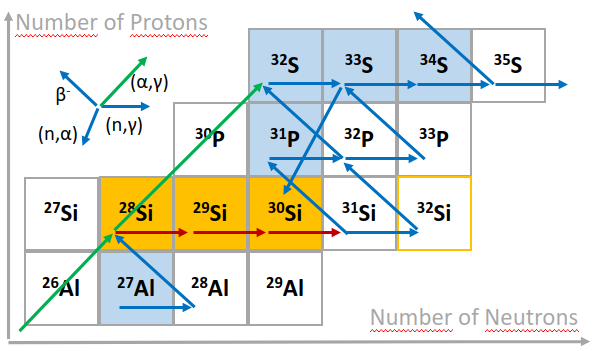 Number of Protons
³²S ³³S ³⁴S ³⁵S
(α,γ)
β⁻
(n,γ)
(n,α)
³⁰P ³¹P ³²P ³³P
²⁷Si ²⁸Si ²⁹Si ³⁰Si ³¹Si ³²Si
²⁶Al ²⁷Al ²⁸Al ²⁹Al
Number of Neutrons